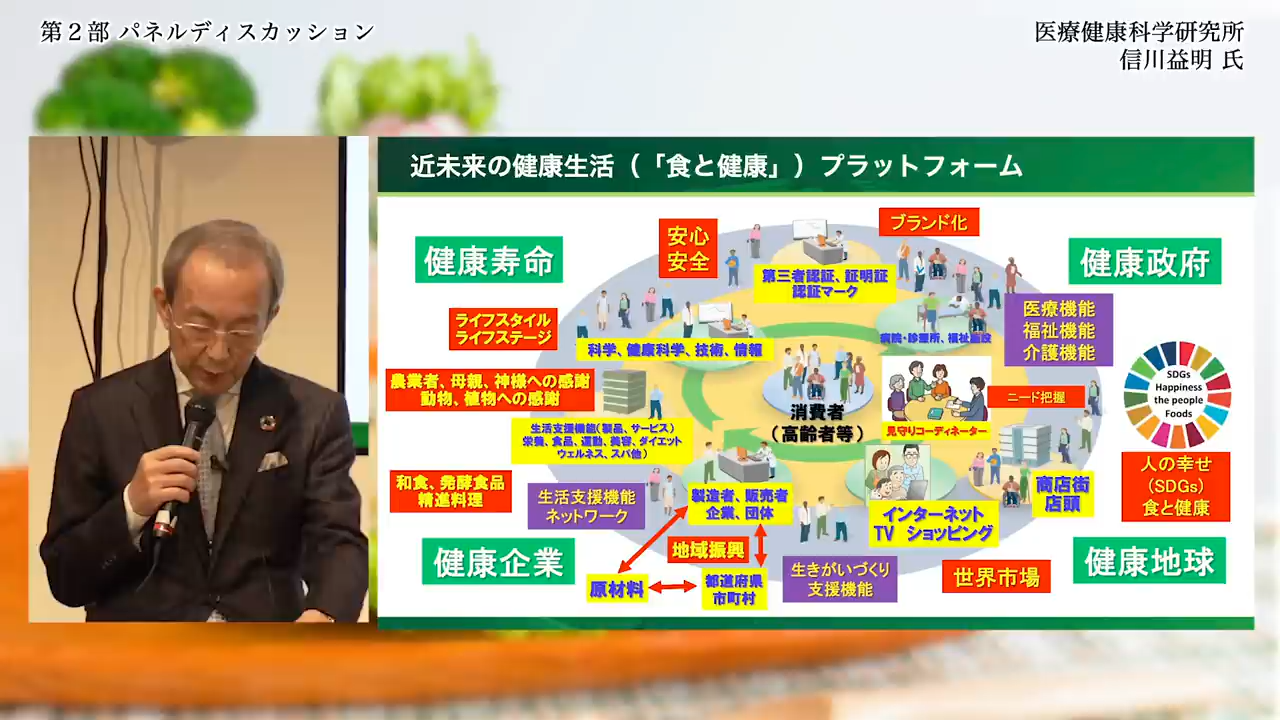 第２部 パネルディスカッション
医療健康科学研究所
信川益明 氏
近未来の健康生活（「食と健康」）プラットフォーム
健康寿命
安心
安全
ブランド化
健康政府
第三者認証、証明証
認証マーク
医療機能
福祉機能
介護機能
ライフスタイル
ライフステージ
科学、健康科学、技術、情報
病院・診療所、福祉施設
農業者、母親、神様への感謝
動物、植物への感謝
消費者
（高齢者等）
見守りコーディネーター
ニード把握
SDGs
Happiness
the people
Foods
生活支援機能（製品、サービス）
栄養、食品、運動、美容、ダイエット
ウェルネス、スパ他）
和食、発酵食品
精進料理
生活支援機能
ネットワーク
製造者、販売者
企業、団体
インターネット
TV ショッピング
商店街
店頭
人の幸せ
（SDGs）
食と健康
健康企業
地域振興
原材料
都道府県
市町村
生きがいづくり
支援機能
世界市場
健康地球